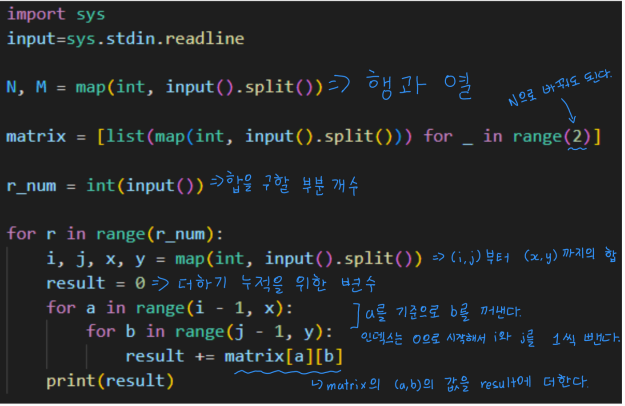 import sys
input=sys.stdin.readline
N, M = map(int, input().split()) => 행과 열
N으로 바꿔도 된다.
matrix = [list(map(int, input().split())) for _ in range(2)]
r_num = int(input()) => 합을 구할 부분 개수
for r in range(r_num):
i, j, x, y = map(int, input().split()) => (i,j)부터 (x,y)까지의 합
result = 0 => 더하기 누적을 위한 변수
for a in range(i - 1, x):
a를 기준으로 b를 꺼낸다.
for b in range(j - 1, y):
인덱스는 0으로 시작해서 i와 j를 1씩 뺀다.
result += matrix[a][b]
print(result)
matrix의 (a,b)의 값을 result에 더한다.